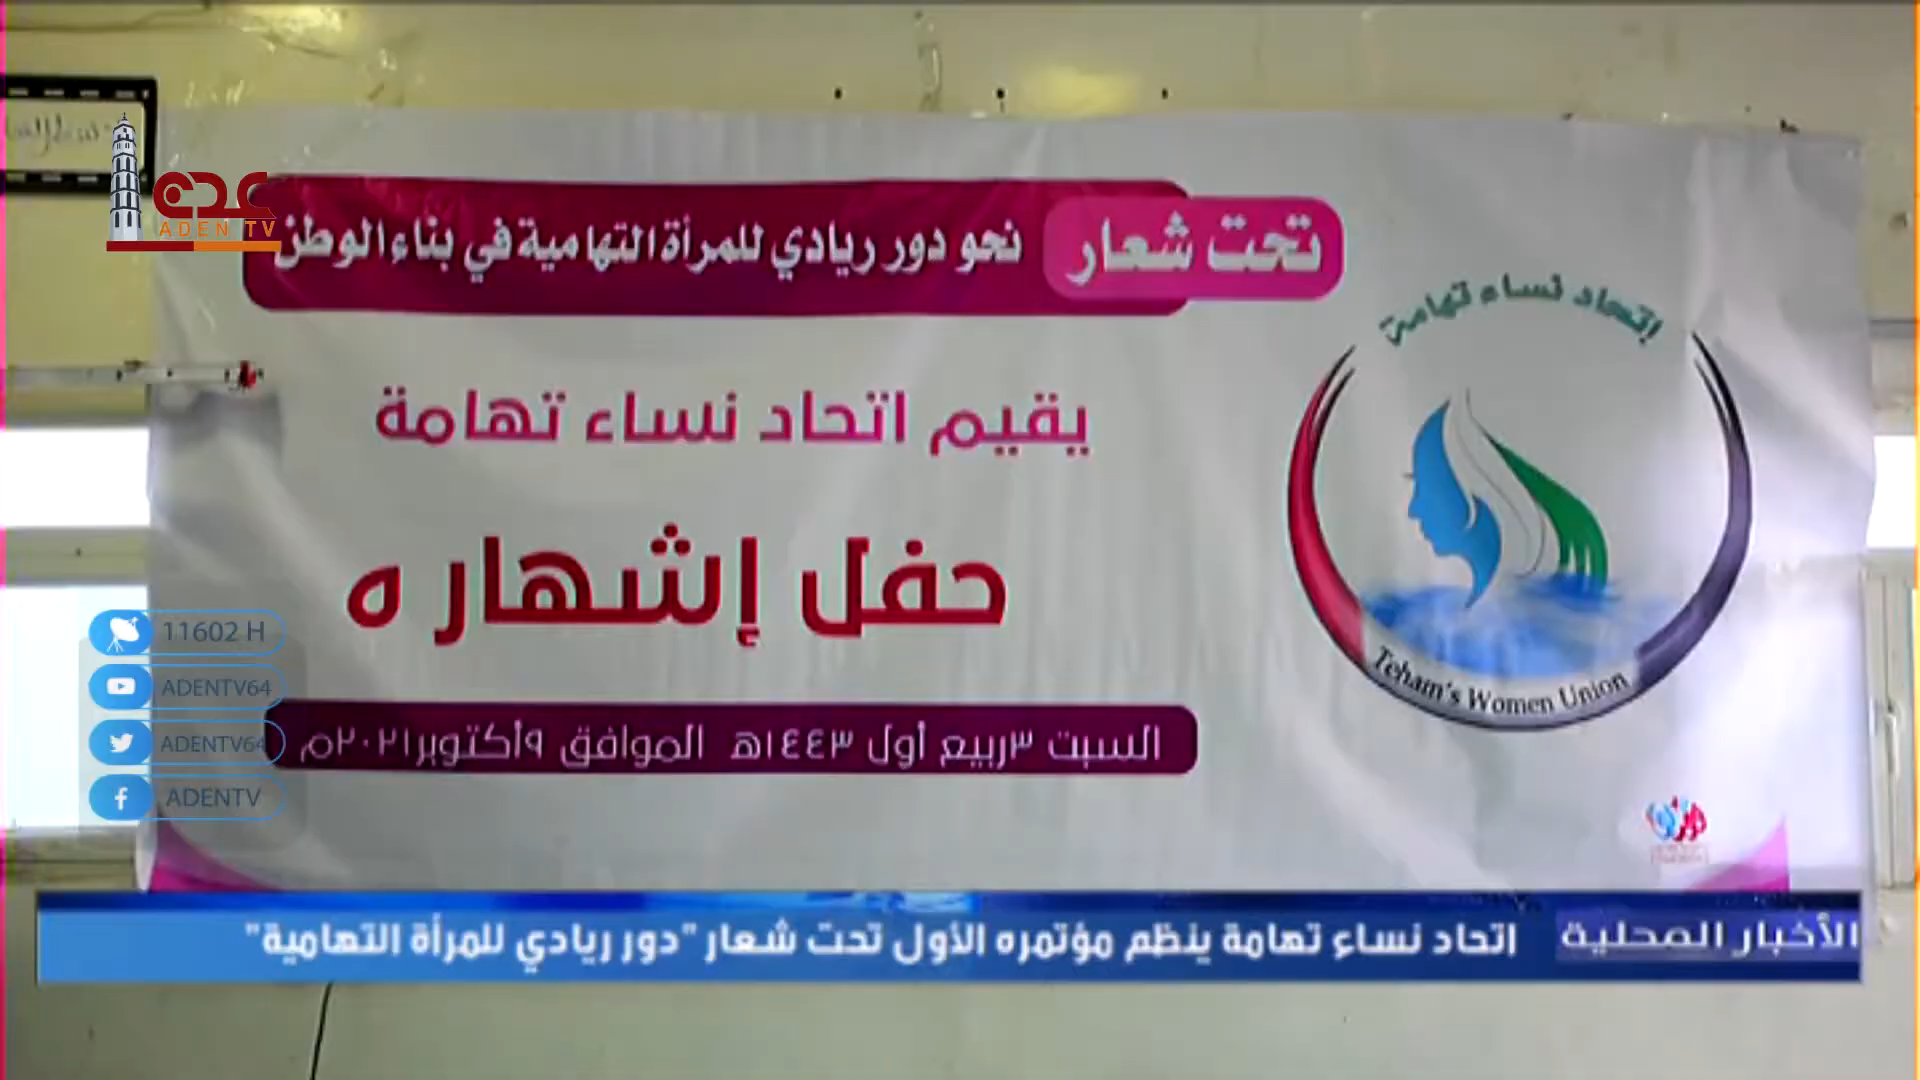 عدن
ADEN TV
تحت شعار نحو دور ريادي للمرأة التهامية في بناء الوطن
إتحاد نساء تهامة
يقيم اتحاد نساء تهامة
حفل إشهاره
Teham's Women Union
السبت ٣ربيع أول ١٤٤٣هـ الموافق ٩أكتوبر٢٠٢١م
11602 H
ADENTV64
ADENTV64
ADENTV
الأخبار المحلية
اتحاد نساء تهامة ينظم مؤتمره الأول تحت شعار "دور ريادي للمرأة التهامية"